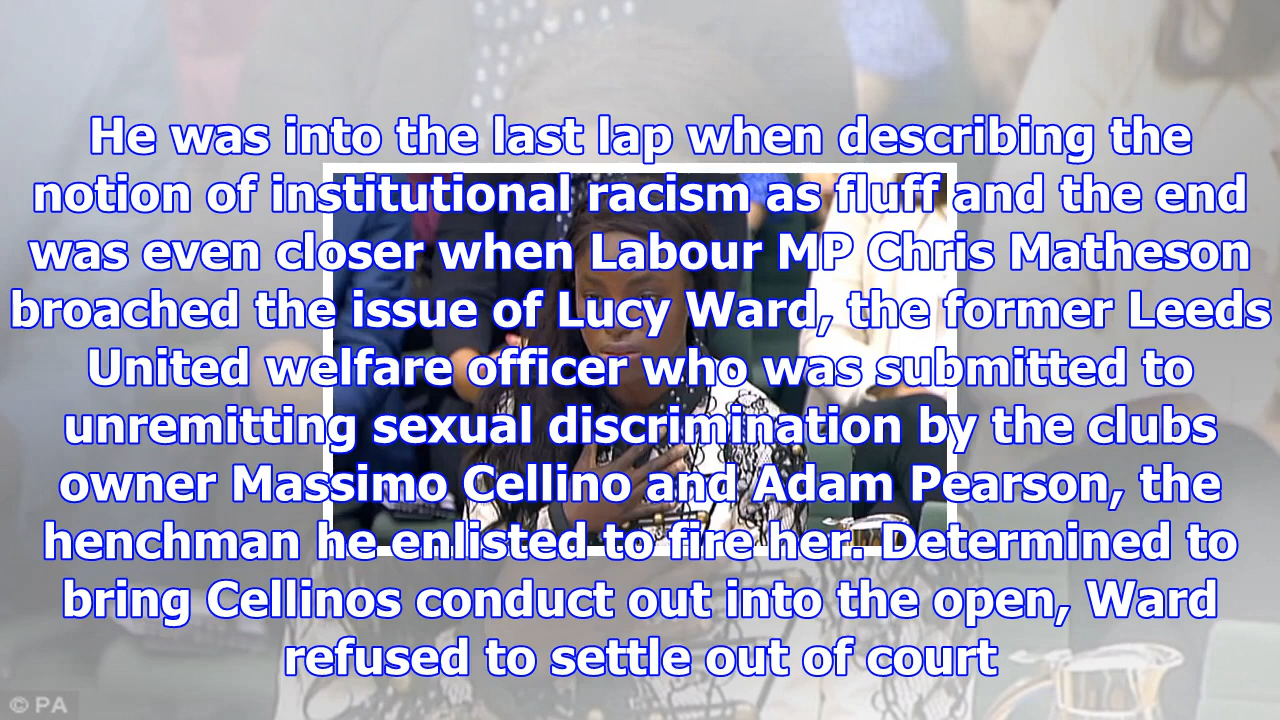 He was into the last lap when describing the
notion of institutional racism as fluff and the end
was even closer when Labour MP Chris Matheson
broached the issue of Lucy Ward, the former Leeds
United welfare officer who was submitted to
unremitting sexual discrimination by the clubs
owner Massimo Cellino and Adam Pearson, the
henchman he enlisted to fire her. Determined to
bring Cellinos conduct out into the open, Ward
refused to settle out of court
© PA